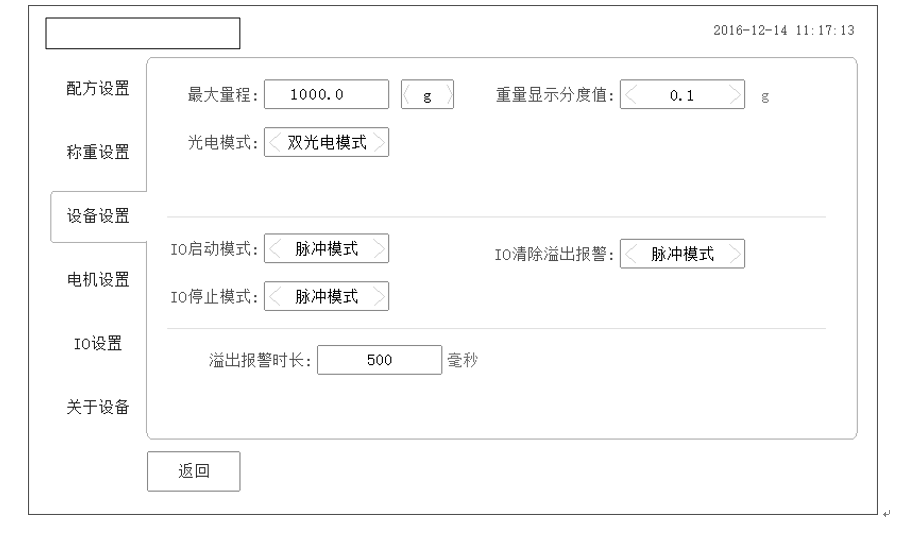 2016-12-14 11:17:13
配方设置
称重设置
设备设置
电机设置
IO设置
关于设备
最大量程: 1000.0 g 重量显示分度值: 0.1 g
光电模式: 双光电模式
IO启动模式: 脉冲模式 IO清除溢出报警: 脉冲模式
IO停止模式: 脉冲模式
溢出报警时长: 500 毫秒
返回